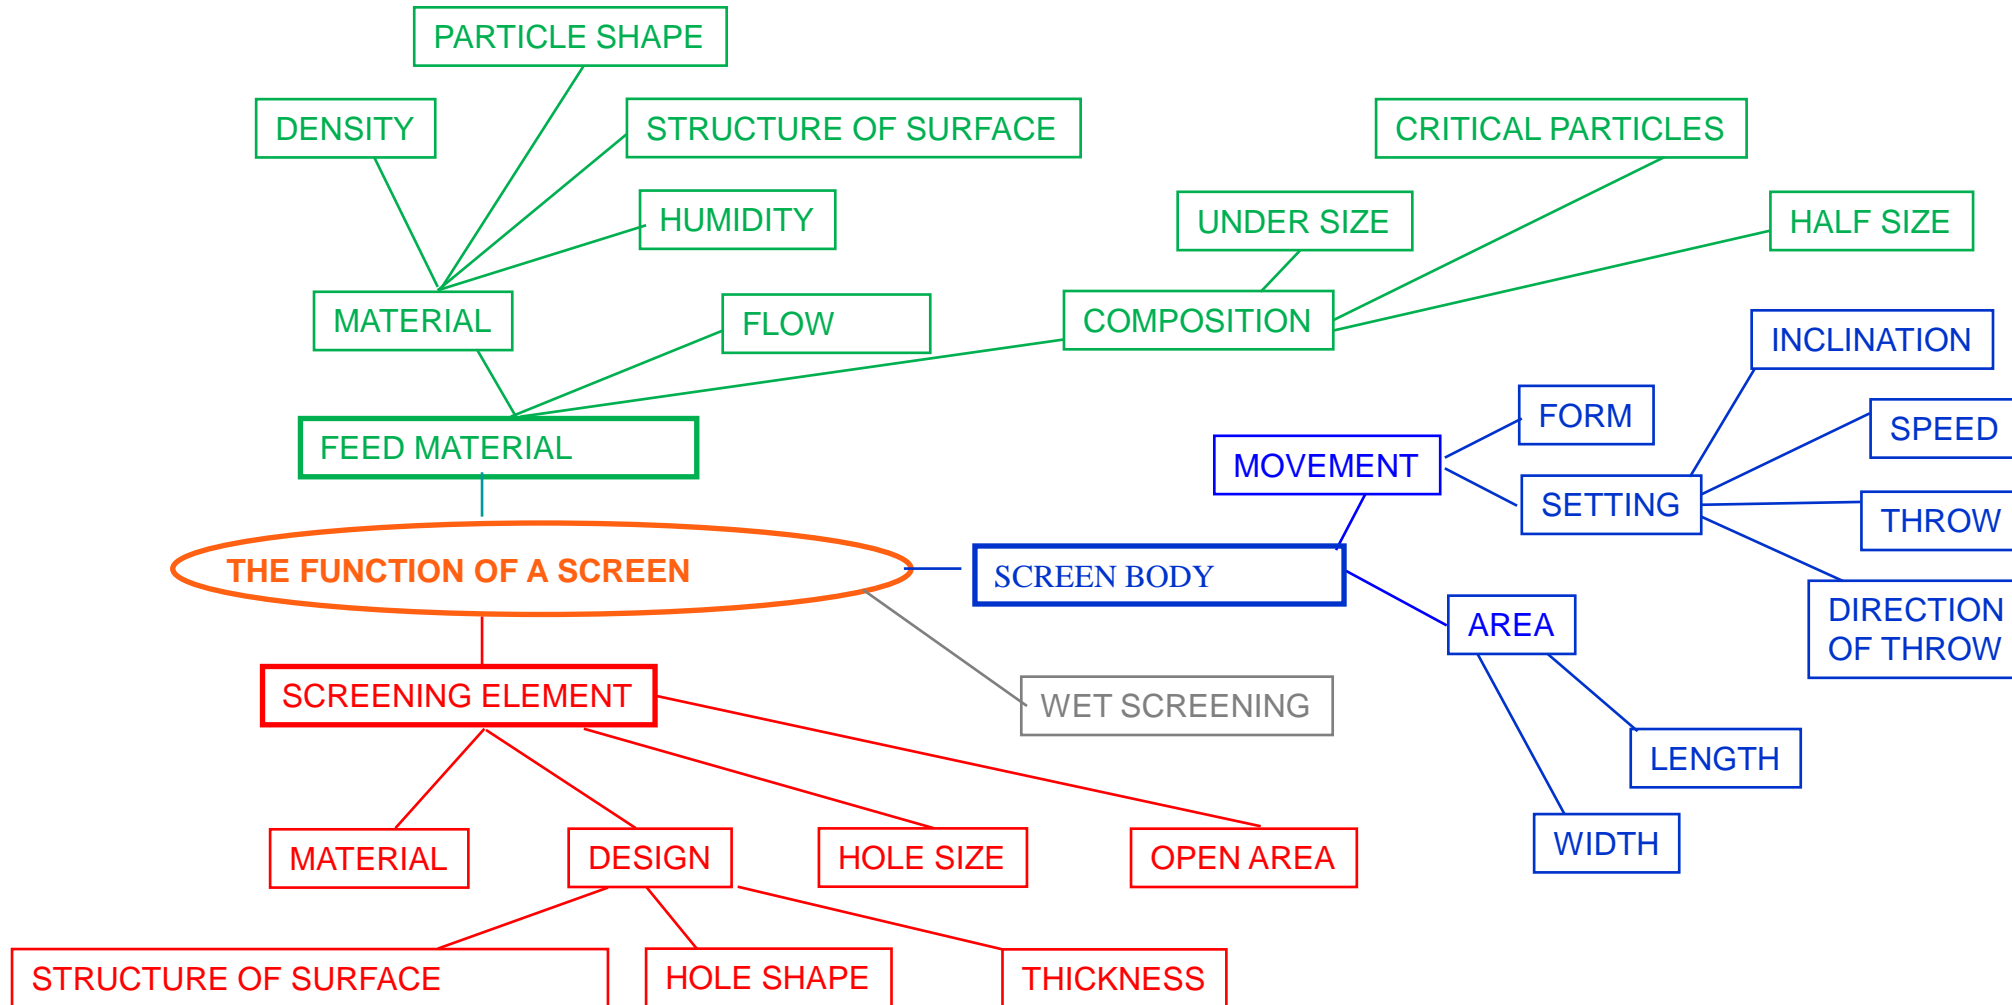 PARTICLE SHAPE
DENSITY
STRUCTURE OF SURFACE
CRITICAL PARTICLES
HUMIDITY
UNDER SIZE
HALF SIZE
MATERIAL
FLOW
COMPOSITION
INCLINATION
FORM
SPEED
FEED MATERIAL
MOVEMENT
SETTING
THROW
THE FUNCTION OF A SCREEN
SCREEN BODY
AREA
DIRECTION
OF THROW
SCREENING ELEMENT
WET SCREENING
LENGTH
WIDTH
MATERIAL
DESIGN
HOLE SIZE
OPEN AREA
STRUCTURE OF SURFACE
HOLE SHAPE
THICKNESS